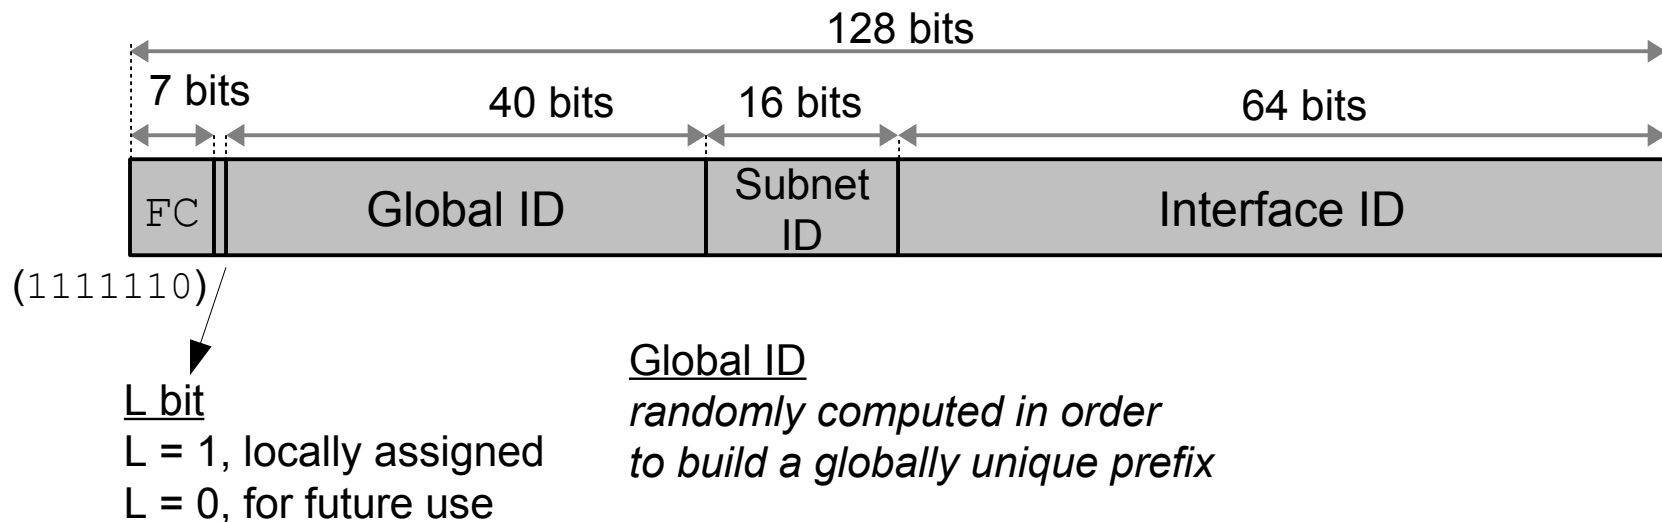 128 bits
7 bits 40 bits 16 bits 64 bits
FC Global ID Subnet ID Interface ID
(1111110)
L bit
L = 1, locally assigned
L = 0, for future use
Global ID
randomly computed in order
to build a globally unique prefix